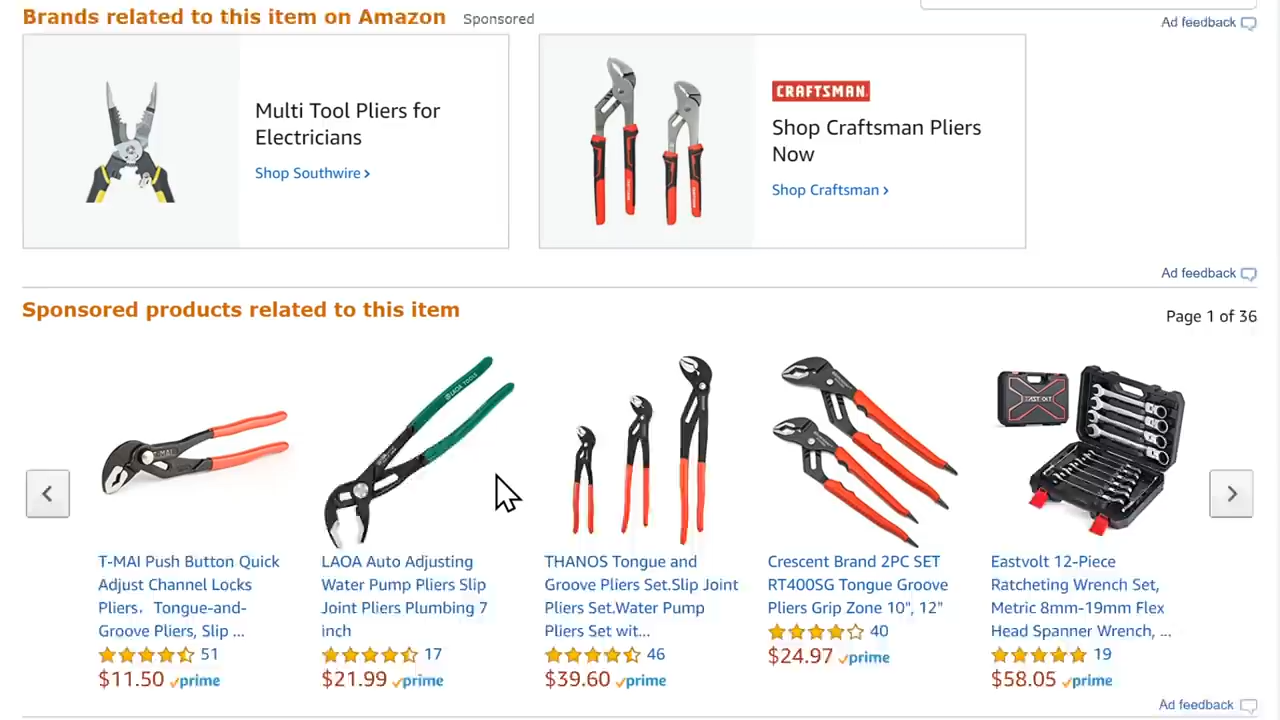 Brands related to this item on Amazon Sponsored
Ad feedback
Multi Tool Pliers for
Electricians
Shop Southwire ›
CRAFTSMAN
Shop Craftsman Pliers
Now
Shop Craftsman ›
Ad feedback
Sponsored products related to this item
Page 1 of 36
T-MAI
LAOA TOOLS
T-MAI Push Button Quick
Adjust Channel Locks
Pliers, Tongue-and-
Groove Pliers, Slip ...
51
$11.50 prime
LAOA Auto Adjusting
Water Pump Pliers Slip
Joint Pliers Plumbing 7
inch
17
$21.99 prime
THANOS Tongue and
Groove Pliers Set.Slip Joint
Pliers Set.Water Pump
Pliers Set wit...
46
$39.60 prime
Crescent Brand 2PC SET
RT400SG Tongue Groove
Pliers Grip Zone 10", 12"
40
$24.97 prime
Eastvolt 12-Piece
Ratcheting Wrench Set,
Metric 8mm-19mm Flex
Head Spanner Wrench, ...
19
$58.05 prime
Ad feedback